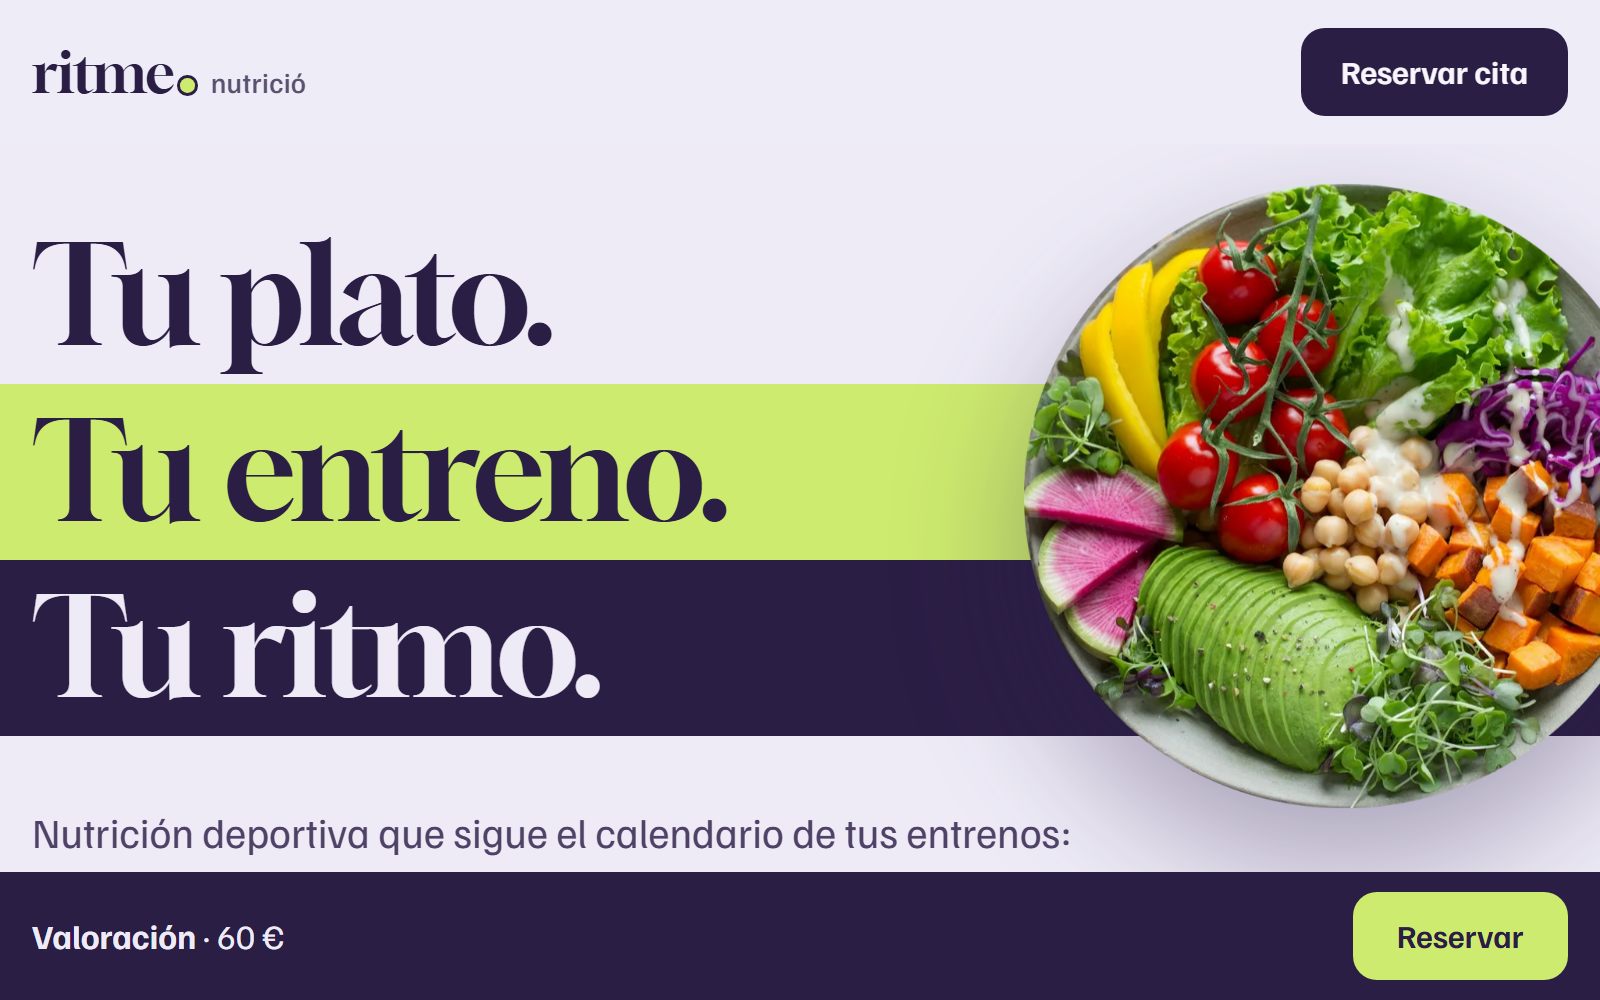 ritme. nutrició
Reservar cita
Tu plato.
Tu entreno.
Tu ritmo.
Nutrición deportiva que sigue el calendario de tus entrenos:
Valoración · 60 €
Reservar